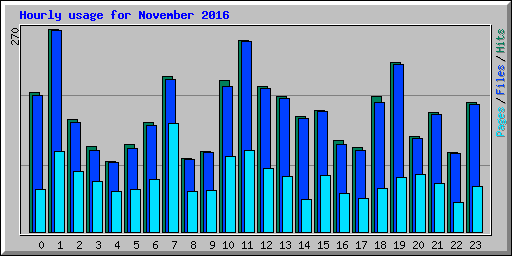 Hourly usage for November 2016
270
Pages/Files/Hits
0 1 2 3 4 5 6 7 8 9 10 11 12 13 14 15 16 17 18 19 20 21 22 23